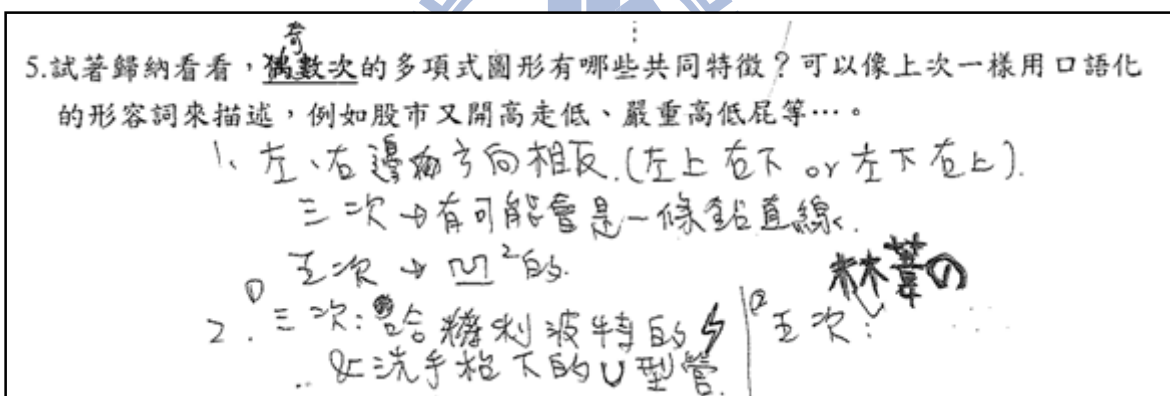 奇
5.試著歸納看看，偶數次的多項式圖形有哪些共同特徵？可以像上次一樣用口語化
的形容詞來描述，例如股市又開高走低、嚴重高低屁等…。
1、左、右邊的方向相反.(左上右下 or 左下右上).
三次→有可能會是一條鉛直線.
五次→凹²的.
2. ①三次：哈利波特的
&洗手枱下的U型管.
②五次：